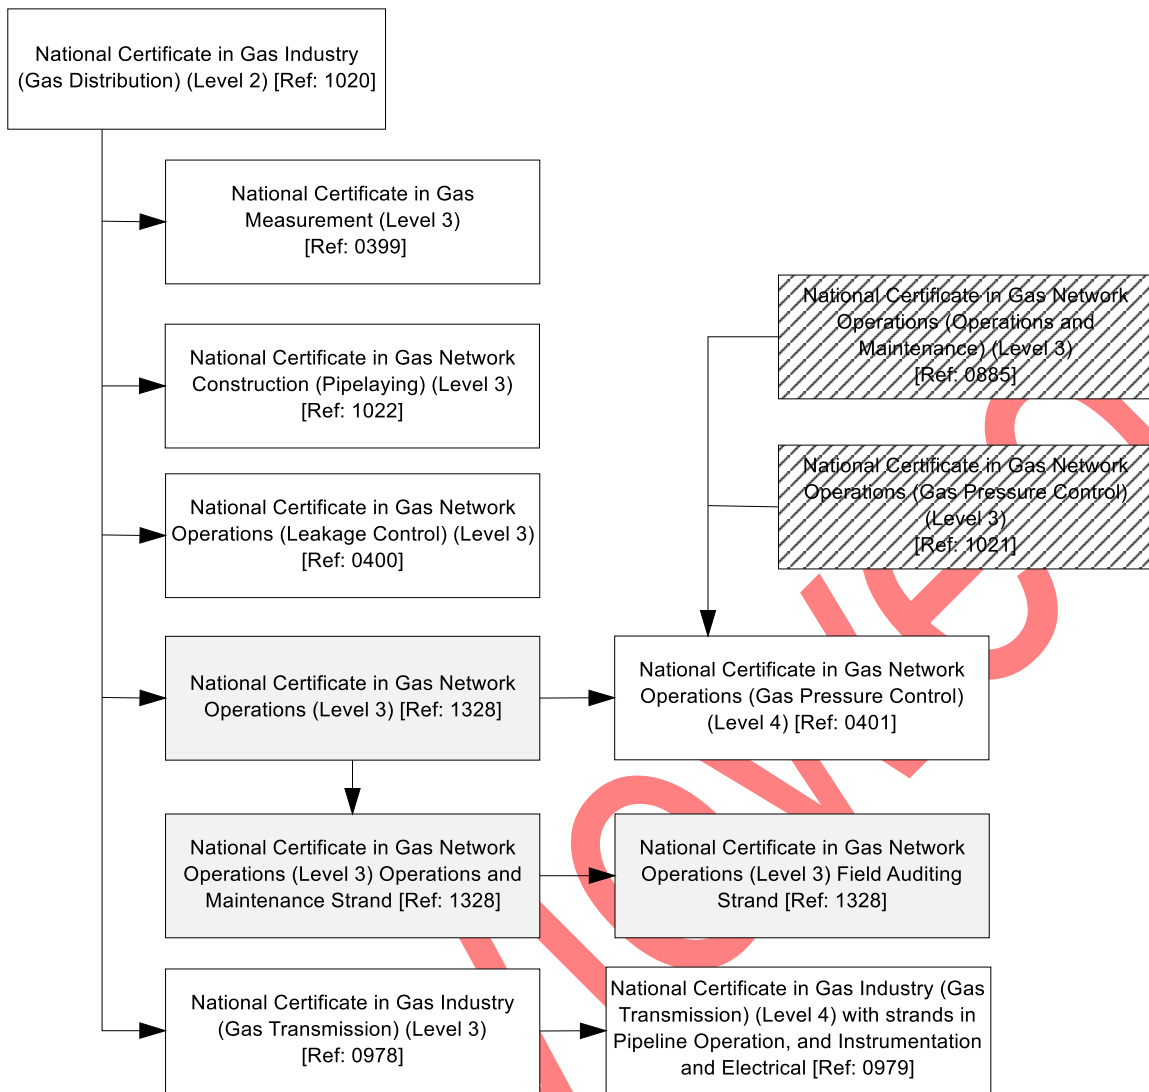 National Certificate in Gas Industry
(Gas Distribution) (Level 2) [Ref: 1020]
National Certificate in Gas
Measurement (Level 3)
[Ref: 0399]
National Certificate in Gas Network
Operations (Operations and
Maintenance) (Level 3)
[Ref: 0885]
National Certificate in Gas Network
Construction (Pipelaying) (Level 3)
[Ref: 1022]
National Certificate in Gas Network
Operations (Gas Pressure Control)
(Level 3)
[Ref: 1021]
National Certificate in Gas Network
Operations (Leakage Control) (Level 3)
[Ref: 0400]
National Certificate in Gas Network
Operations (Level 3) [Ref: 1328]
National Certificate in Gas Network
Operations (Gas Pressure Control)
(Level 4) [Ref: 0401]
National Certificate in Gas Network
Operations (Level 3) Operations and
Maintenance Strand [Ref: 1328]
National Certificate in Gas Network
Operations (Level 3) Field Auditing
Strand [Ref: 1328]
National Certificate in Gas Industry
(Gas Transmission) (Level 3)
[Ref: 0978]
National Certificate in Gas Industry (Gas
Transmission) (Level 4) with strands in
Pipeline Operation, and Instrumentation
and Electrical [Ref: 0979]